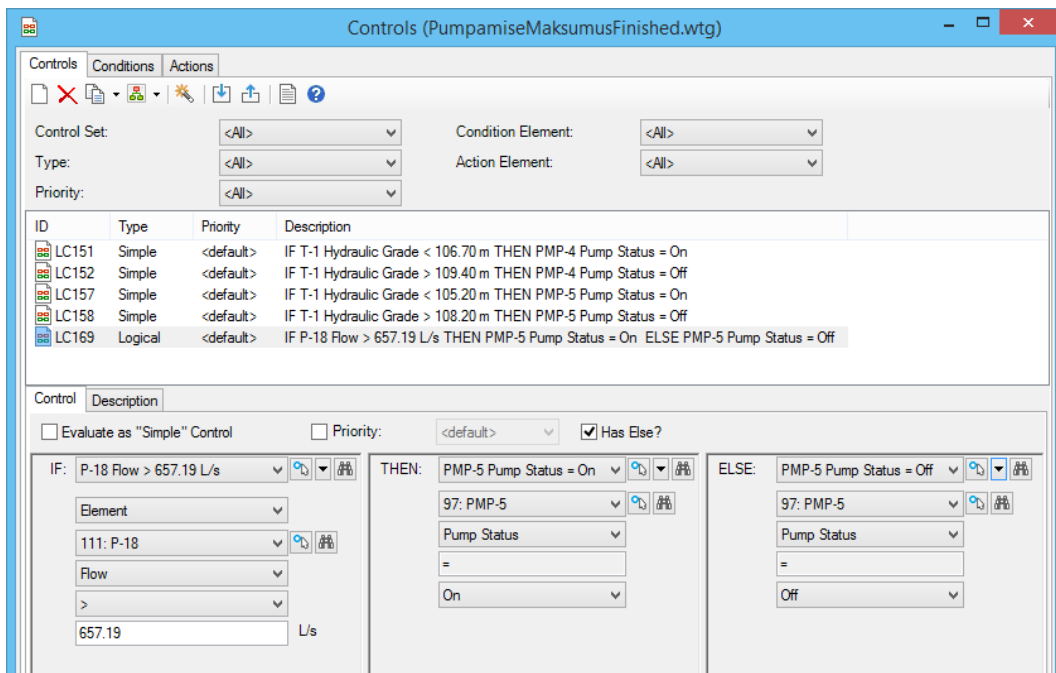 Controls (PumpamiseMaksumusFinished.wtg)
Controls Conditions Actions
Control Set: <All> Condition Element: <All>
Type: <All> Action Element: <All>
Priority: <All>
ID Type Priority Description
LC151 Simple <default> IF T-1 Hydraulic Grade < 106.70 m THEN PMP-4 Pump Status = On
LC152 Simple <default> IF T-1 Hydraulic Grade > 109.40 m THEN PMP-4 Pump Status = Off
LC157 Simple <default> IF T-1 Hydraulic Grade < 105.20 m THEN PMP-5 Pump Status = On
LC158 Simple <default> IF T-1 Hydraulic Grade > 108.20 m THEN PMP-5 Pump Status = Off
LC169 Logical <default> IF P-18 Flow > 657.19 L/s THEN PMP-5 Pump Status = On ELSE PMP-5 Pump Status = Off
Control Description
Evaluate as "Simple" Control Priority: <default> Has Else?
IF: P-18 Flow > 657.19 L/s THEN: PMP-5 Pump Status = On ELSE: PMP-5 Pump Status = Off
Element 97: PMP-5 97: PMP-5
111: P-18 Pump Status Pump Status
Flow = =
> On Off
657.19 L/s